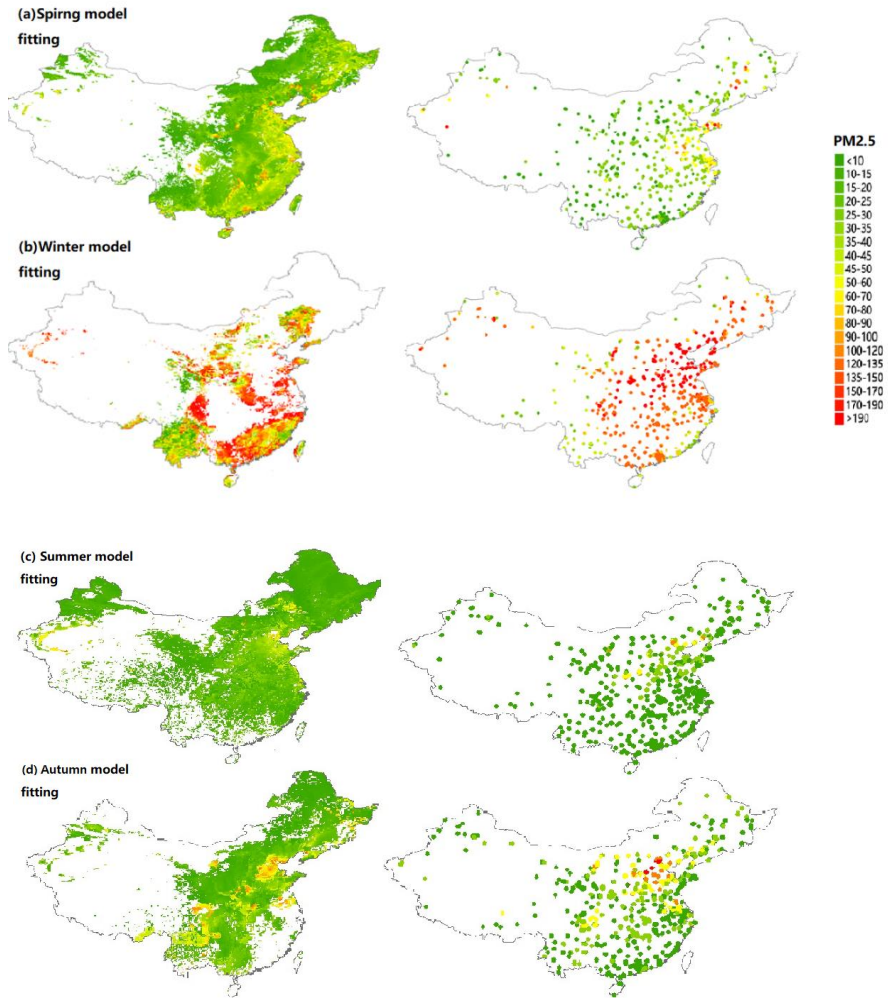 (a)Spirng model
fitting
(b)Winter model
fitting
PM2.5
<10
10-15
15-20
20-25
25-30
30-35
35-40
40-45
45-50
50-60
60-70
70-80
80-90
90-100
100-120
120-135
135-150
150-170
170-190
>190
(c) Summer model
fitting
(d) Autumn model
fitting